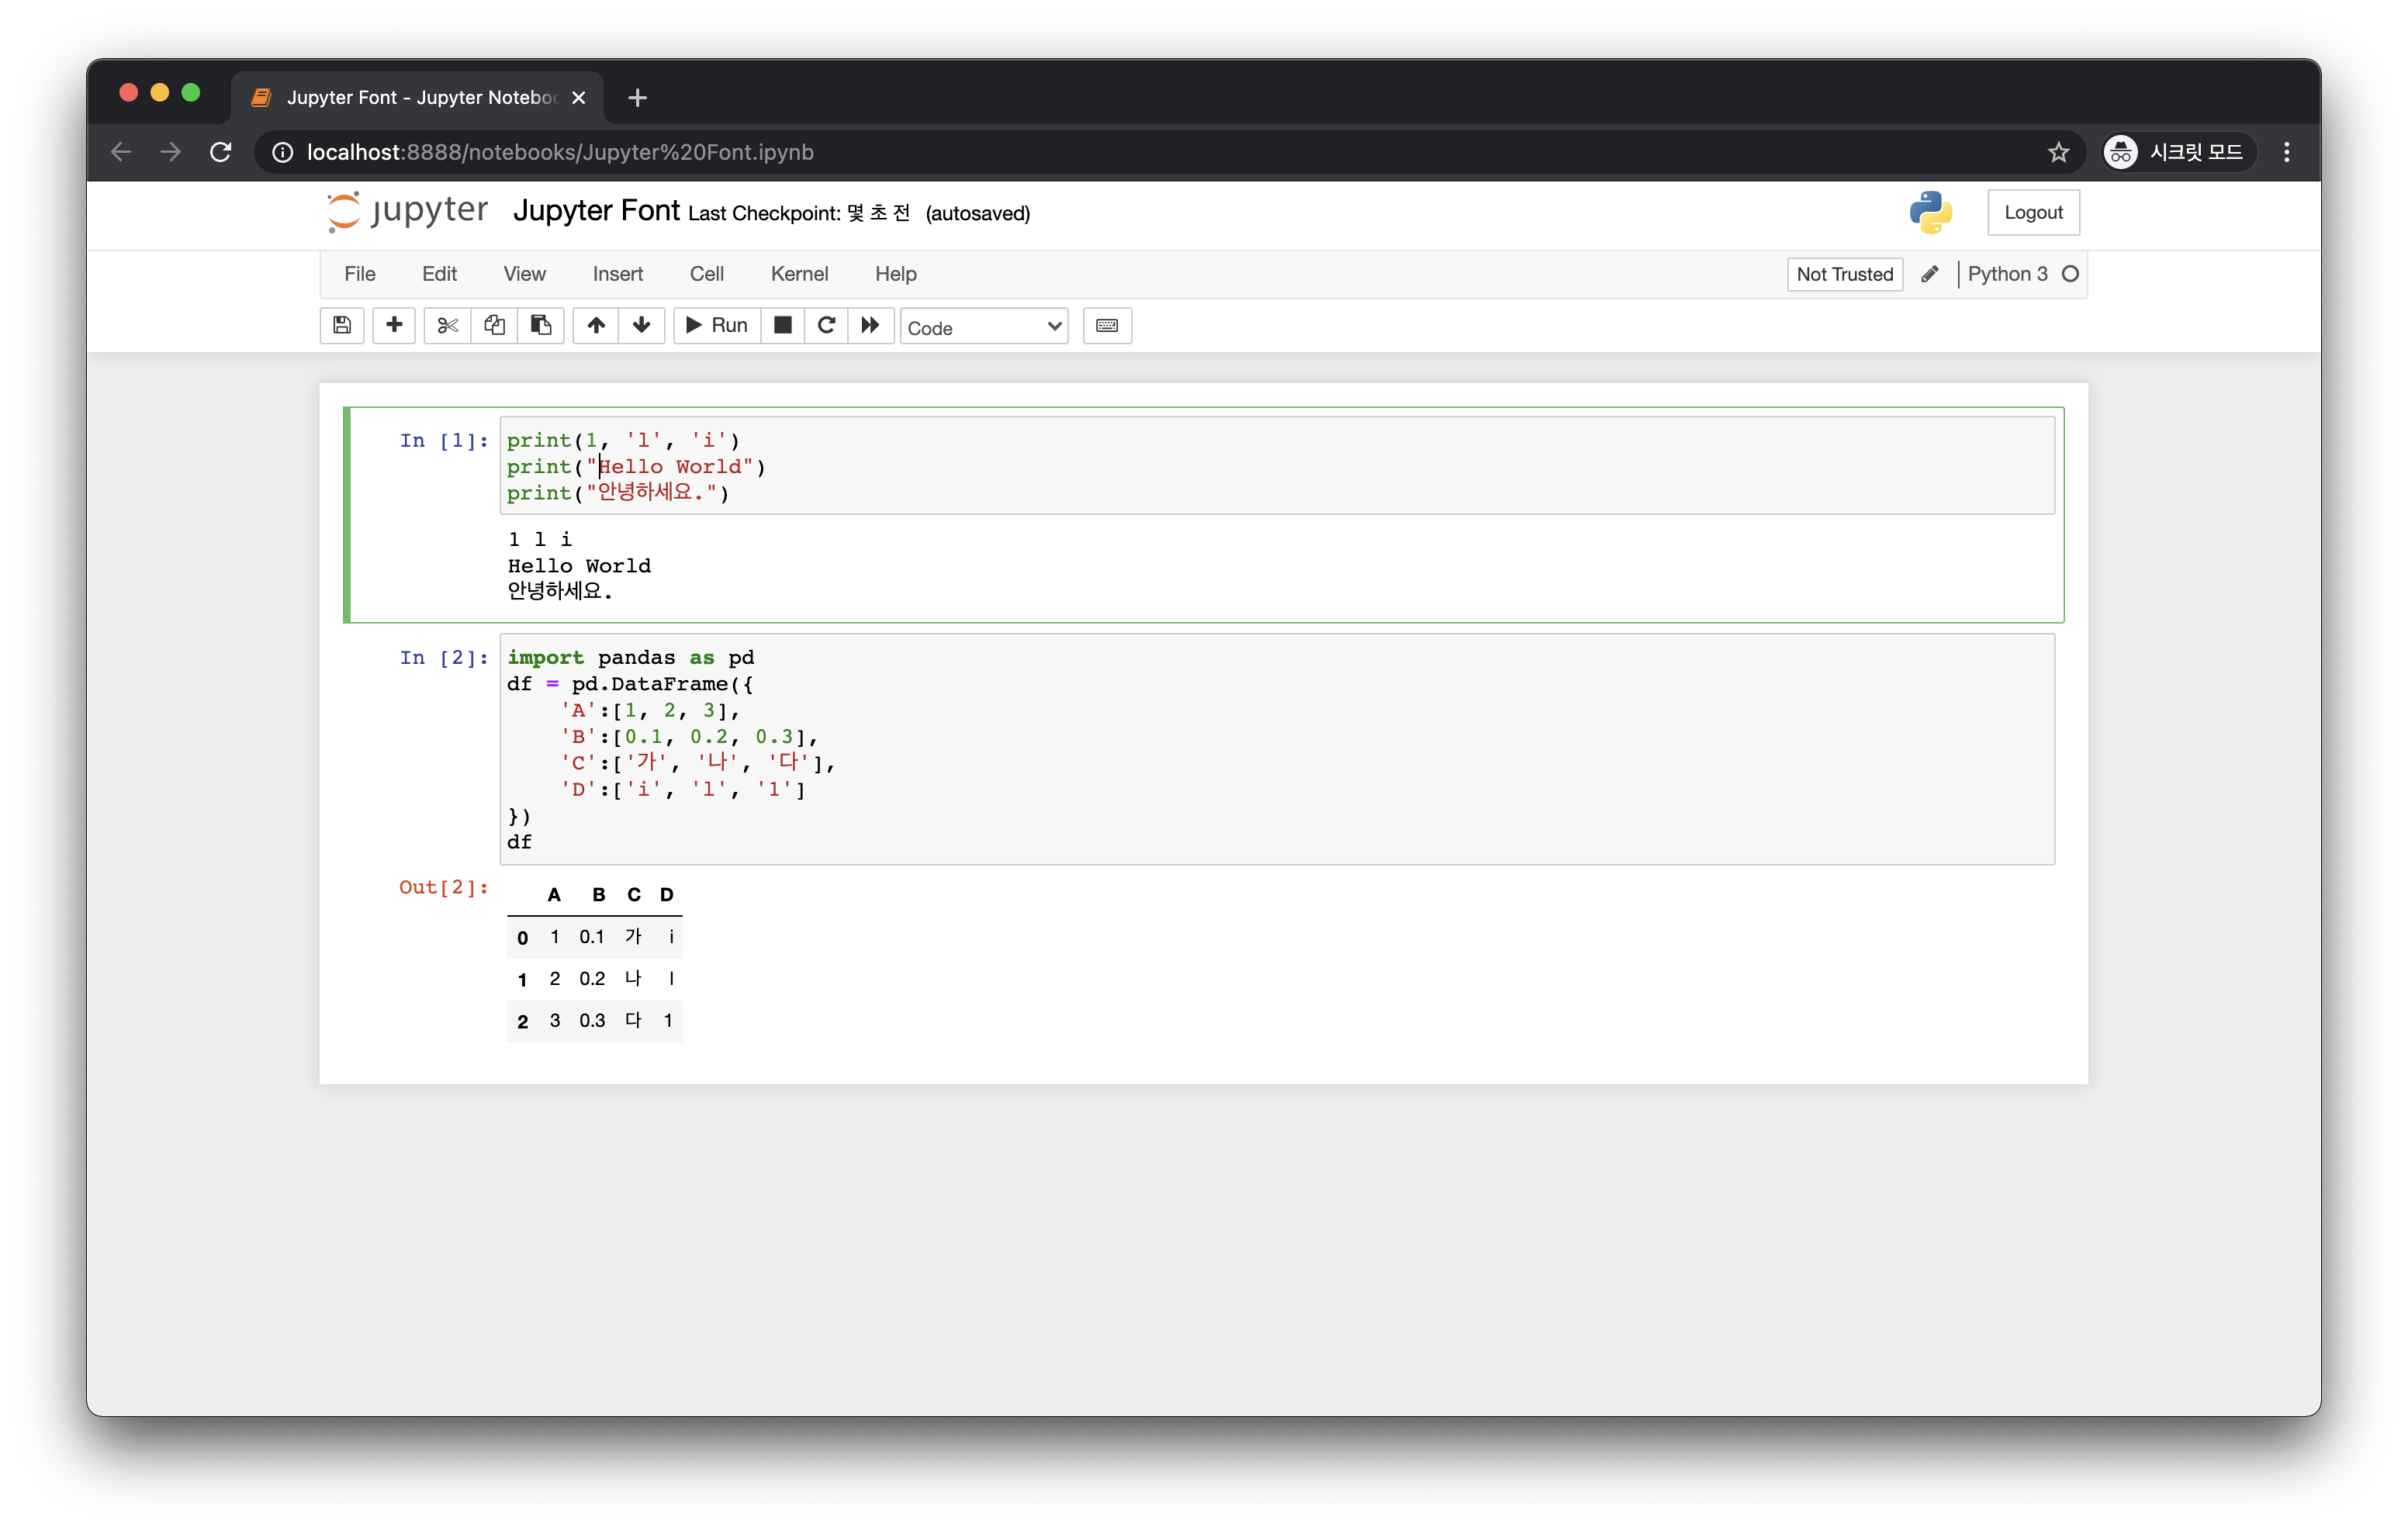 Jupyter Font - Jupyter Noteboo
localhost:8888/notebooks/Jupyter%20Font.ipynb
시크릿 모드
jupyter Jupyter Font Last Checkpoint: 몇 초 전 (autosaved)
Logout
File Edit View Insert Cell Kernel Help
Not Trusted Python 3
Run Code
In [1]: print(1, 'l', 'i')
print("Hello World")
print("안녕하세요.")
1 l i
Hello World
안녕하세요.
In [2]: import pandas as pd
df = pd.DataFrame({
    'A':[1, 2, 3],
    'B':[0.1, 0.2, 0.3],
    'C':['가', '나', '다'],
    'D':['i', 'l', '1']
})
df
Out[2]:
A B C D
0 1 0.1 가 i
1 2 0.2 나 l
2 3 0.3 다 1